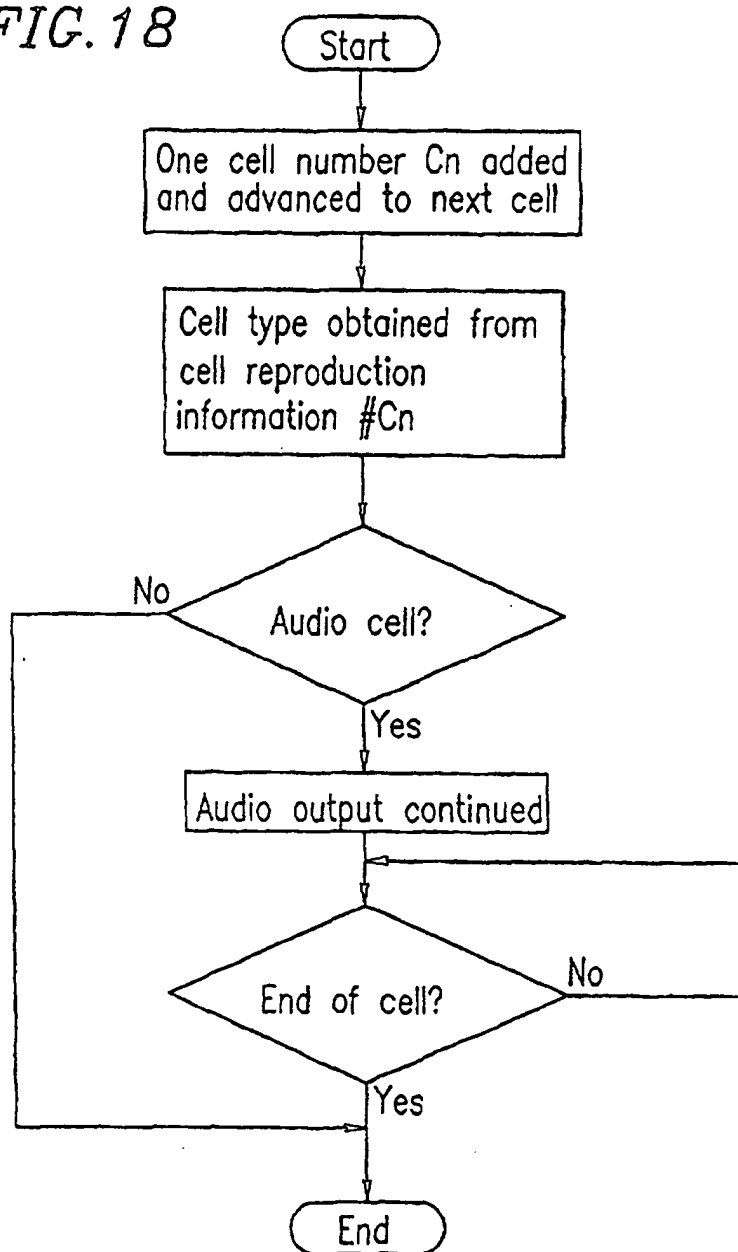 FIG.18
Start
One cell number Cn added
and advanced to next cell
Cell type obtained from
cell reproduction
information #Cn
Audio cell?
No
Yes
Audio output continued
End of cell?
No
Yes
End